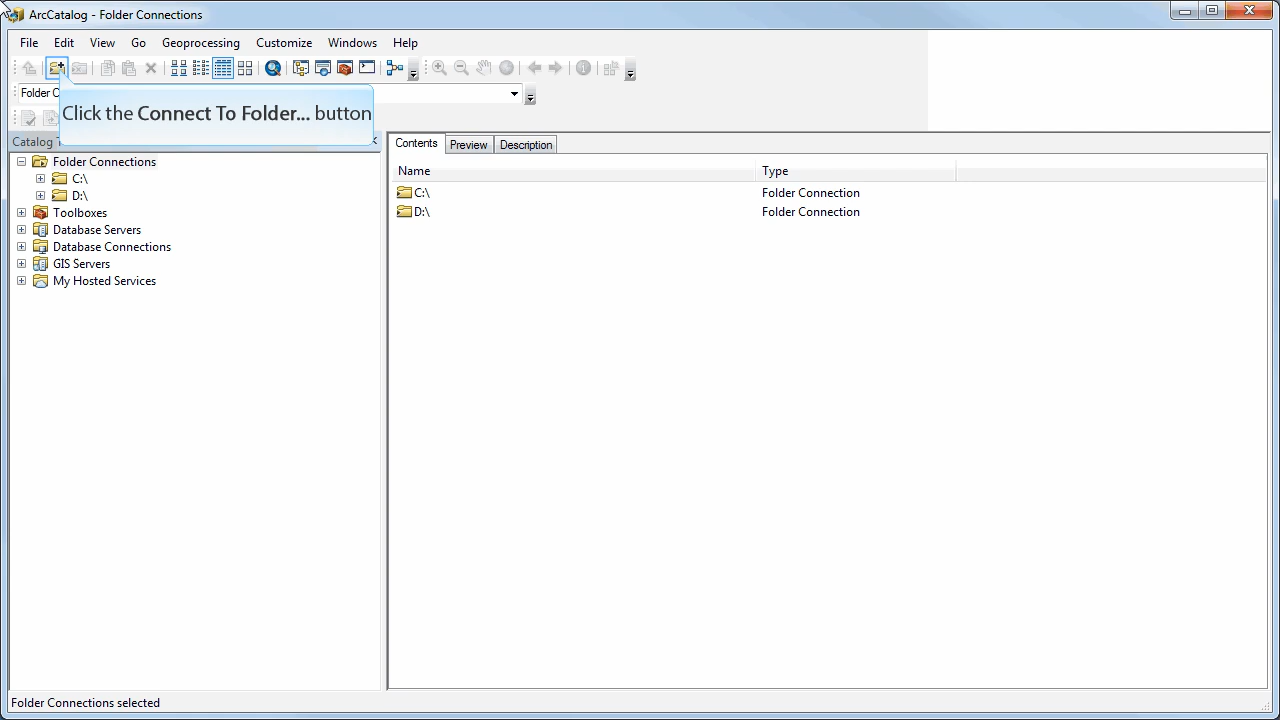 ArcCatalog - Folder Connections
File Edit View Go Geoprocessing Customize Windows Help
Folder C
Click the Connect To Folder... button
Catalog T
Contents Preview Description
Folder Connections
C:\
D:\
Toolboxes
Database Servers
Database Connections
GIS Servers
My Hosted Services
Name Type
C:\ Folder Connection
D:\ Folder Connection
Folder Connections selected